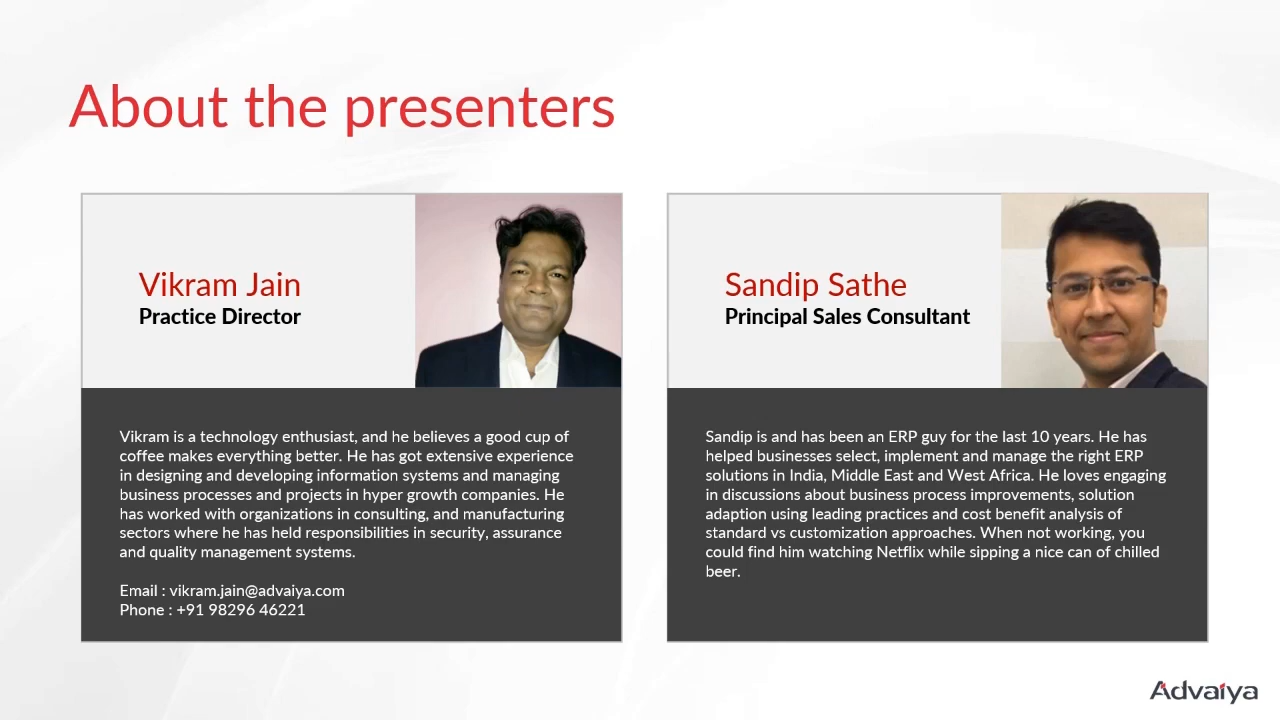 About the presenters
Vikram Jain
Practice Director
Vikram is a technology enthusiast, and he believes a good cup of
coffee makes everything better. He has got extensive experience
in designing and developing information systems and managing
business processes and projects in hyper growth companies. He
has worked with organizations in consulting, and manufacturing
sectors where he has held responsibilities in security, assurance
and quality management systems.
Email : vikram.jain@advaiya.com
Phone : +91 98296 46221
Sandip Sathe
Principal Sales Consultant
Sandip is and has been an ERP guy for the last 10 years. He has
helped businesses select, implement and manage the right ERP
solutions in India, Middle East and West Africa. He loves engaging
in discussions about business process improvements, solution
adaption using leading practices and cost benefit analysis of
standard vs customization approaches. When not working, you
could find him watching Netflix while sipping a nice can of chilled
beer.
Advaiya